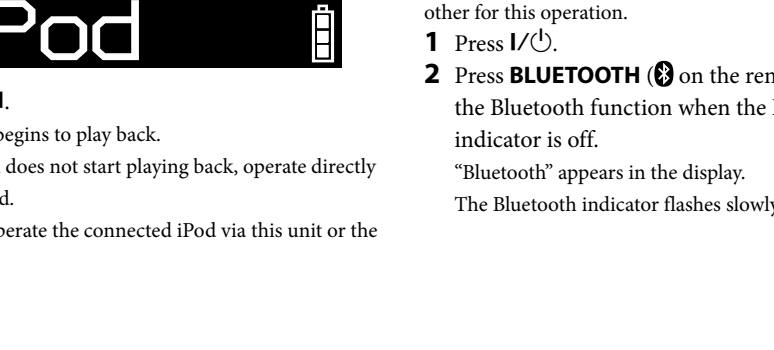 Pod
.
begins to play back.
does not start playing back, operate directly
d.
perate the connected iPod via this unit or the
other for this operation.
1 Press I/⏻.
2 Press BLUETOOTH ( on the rem
the Bluetooth function when the
indicator is off.
“Bluetooth” appears in the display.
The Bluetooth indicator flashes slowly